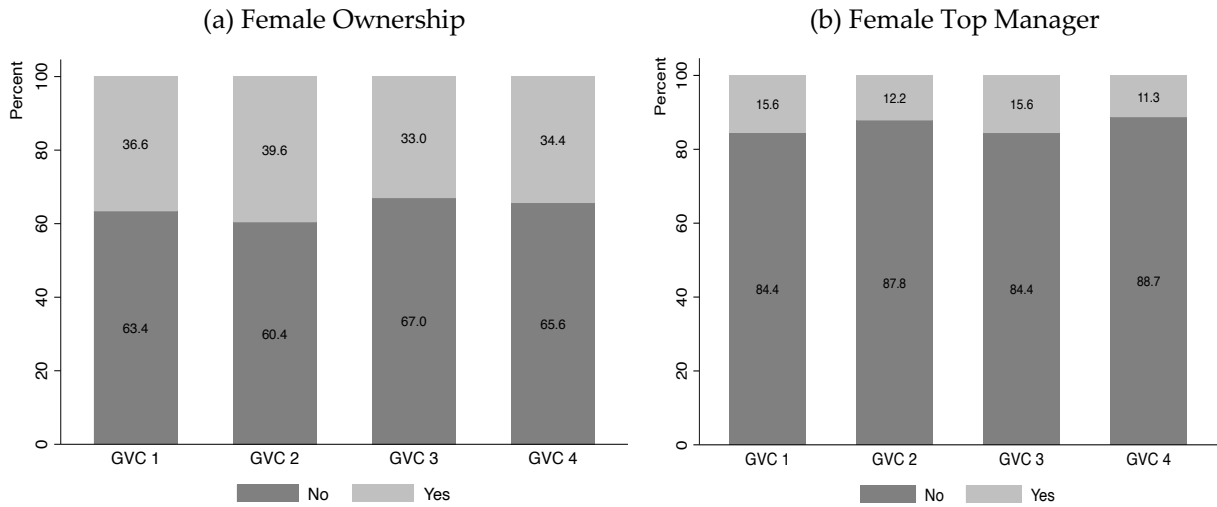 (a) Female Ownership
Percent
100
80
60
40
20
0
36.6
39.6
33.0
34.4
63.4
60.4
67.0
65.6
GVC 1
GVC 2
GVC 3
GVC 4
No
Yes
(b) Female Top Manager
Percent
100
80
60
40
20
0
15.6
12.2
15.6
11.3
84.4
87.8
84.4
88.7
GVC 1
GVC 2
GVC 3
GVC 4
No
Yes